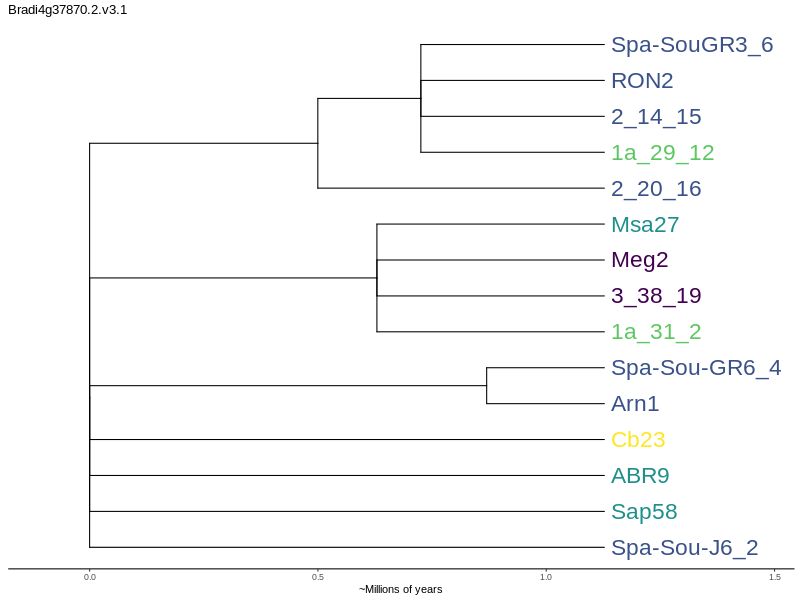 Bradi4g37870.2.v3.1
Spa-SouGR3_6
RON2
2_14_15
1a_29_12
2_20_16
Msa27
Meg2
3_38_19
1a_31_2
Spa-Sou-GR6_4
Arn1
Cb23
ABR9
Sap58
Spa-Sou-J6_2
0.0 0.5 1.0 1.5
~Millions of years